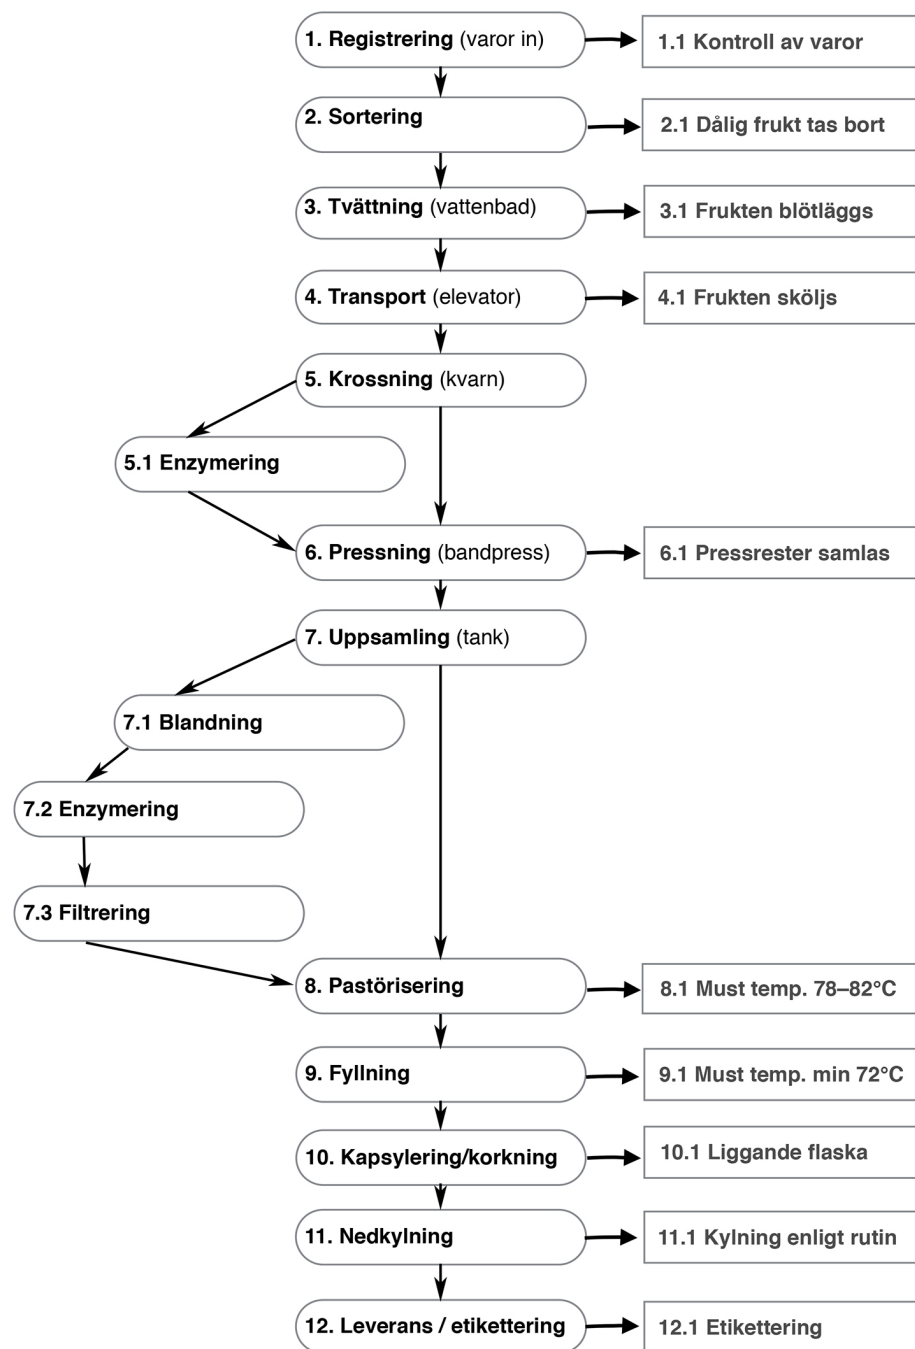 1. Registrering (varor in)
1.1 Kontroll av varor
2. Sortering
2.1 Dålig frukt tas bort
3. Tvättning (vattenbad)
3.1 Frukten blötläggs
4. Transport (elevator)
4.1 Frukten sköljs
5. Krossning (kvarn)
5.1 Enzymering
6. Pressning (bandpress)
6.1 Pressrester samlas
7. Uppsamling (tank)
7.1 Blandning
7.2 Enzymering
7.3 Filtrering
8. Pastörisering
8.1 Must temp. 78–82°C
9. Fyllning
9.1 Must temp. min 72°C
10. Kapsylering/korkning
10.1 Liggande flaska
11. Nedkylning
11.1 Kylning enligt rutin
12. Leverans / etikettering
12.1 Etikettering